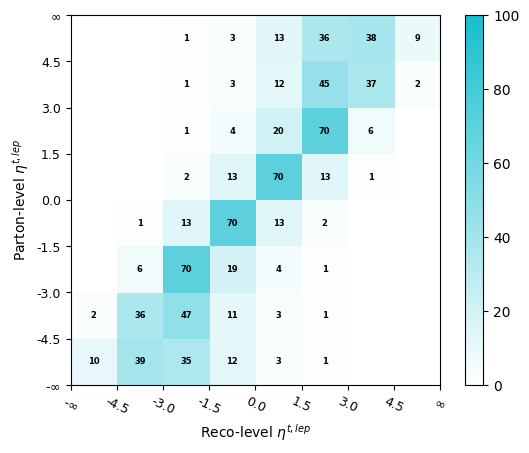 ∞ 1 3 13 36 38 9 100
4.5 1 3 12 45 37 2 80
3.0 1 4 20 70 6
1.5 2 13 70 13 1 60
0.0 1 13 70 13 2
-1.5 6 70 19 4 1 40
-3.0 2 36 47 11 3 1 20
-4.5 10 39 35 12 3 1
-∞ 0
Parton-level η^{t,lep}
-∞ -4.5 -3.0 -1.5 0.0 1.5 3.0 4.5 ∞
Reco-level η^{t,lep}